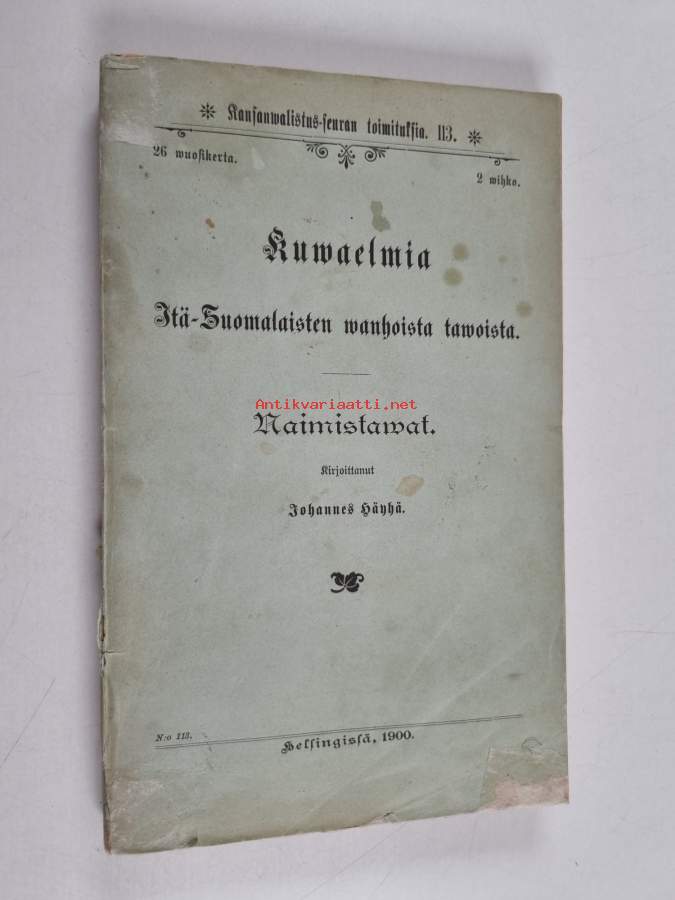 Kansanwalistus-seuran toimituksia. 113.
26 wuosikerta.
2 wihko.
Kuwaelmia
Itä-Suomalaisten wanhoista tawoista.
Antikvariaatti.net
Naimistawat.
Kirjoittanut
Johannes Häyhä.
N:o 113.
Helsingissä, 1900.